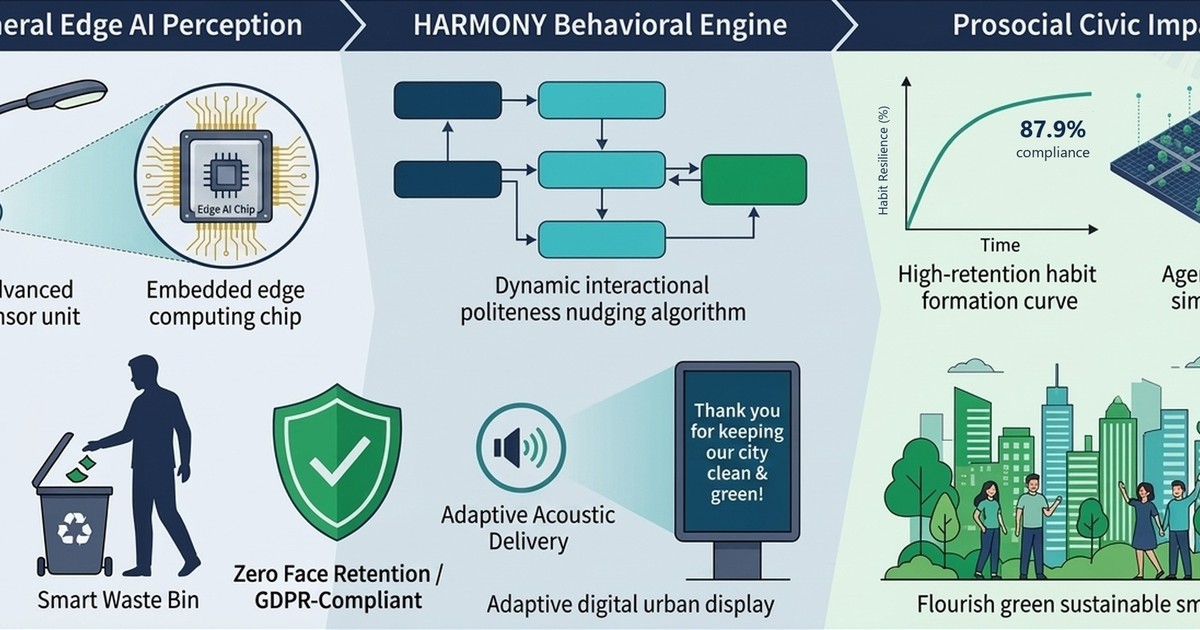 neral Edge AI Perception
HARMONY Behavioral Engine
Prosocial Civic Impa
Edge AI Chip
dvanced
nsor unit
Embedded edge
computing chip
Dynamic interactional
politeness nudging algorithm
Habit Resilience (%)
87.9%
compliance
Time
High-retention habit
formation curve
Agen
sim
Smart Waste Bin
Zero Face Retention /
GDPR-Compliant
Adaptive Acoustic
Delivery
Thank you
for keeping
our city
clean &
green!
Adaptive digital urban display
Flourish green sustainable sm